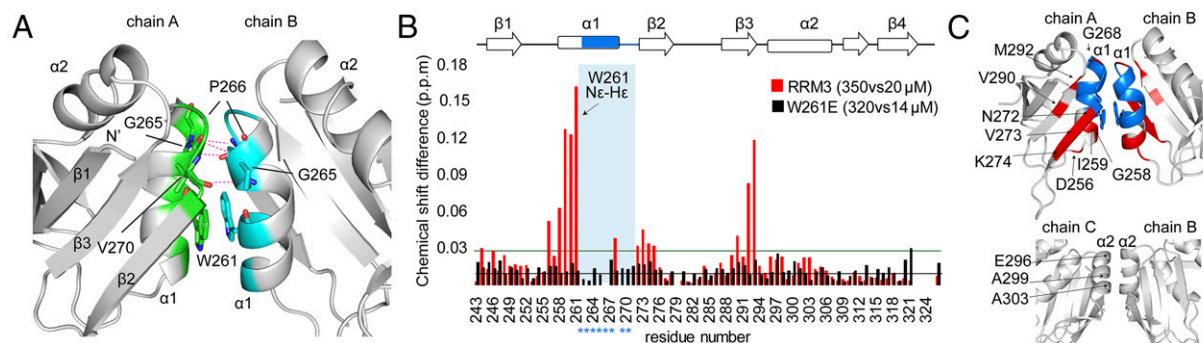 A
chain A
chain B
α2
α2
P266
G265
N'
β1
G265
β3
V270
β2
W261
α1
α1
B
β1
α1
β2
β3
α2
β4
Chemical shift difference (p.p.m)
0.18
0.15
0.12
0.09
0.06
0.03
W261
Nε-Hε
RRM3 (350vs20 μM)
W261E (320vs14 μM)
243 246 249 252 255 258 261 264 267 270 273 276 279 282 285 288 291 294 297 300 303 306 309 312 315 318 321 324
****** **
residue number
C
chain A
chain B
G268
M292
α1
α1
V290
N272
V273
K274
I259
D256
G258
chain C
chain B
α2
α2
E296
A299
A303